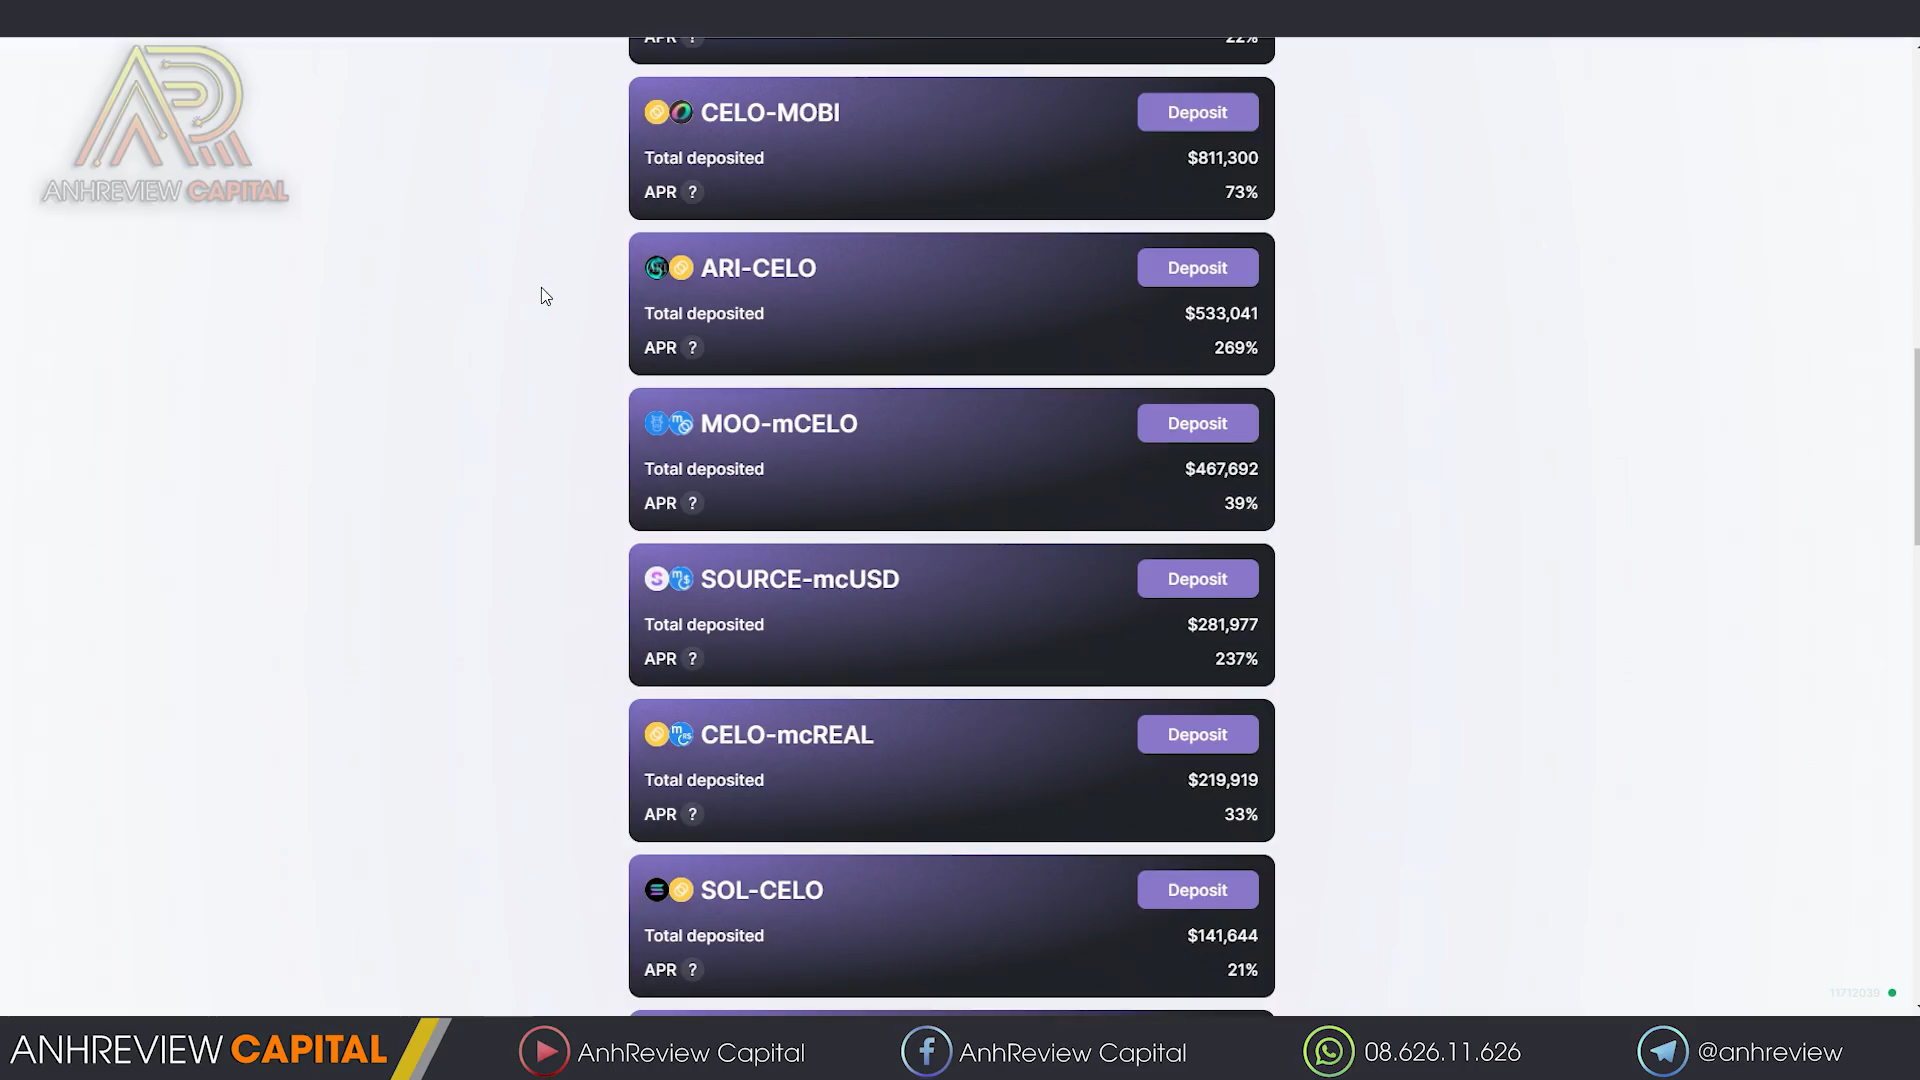 APR ? 22%
ANHREVIEW CAPITAL
CELO-MOBI Deposit
Total deposited $811,300
APR ? 73%
ARI-CELO Deposit
Total deposited $533,041
APR ? 269%
MOO-mCELO Deposit
Total deposited $467,692
APR ? 39%
SOURCE-mcUSD Deposit
Total deposited $281,977
APR ? 237%
CELO-mcREAL Deposit
Total deposited $219,919
APR ? 33%
SOL-CELO Deposit
Total deposited $141,644
APR ? 21%
11712039
ANHREVIEW CAPITAL AnhReview Capital AnhReview Capital 08.626.11.626 @anhreview